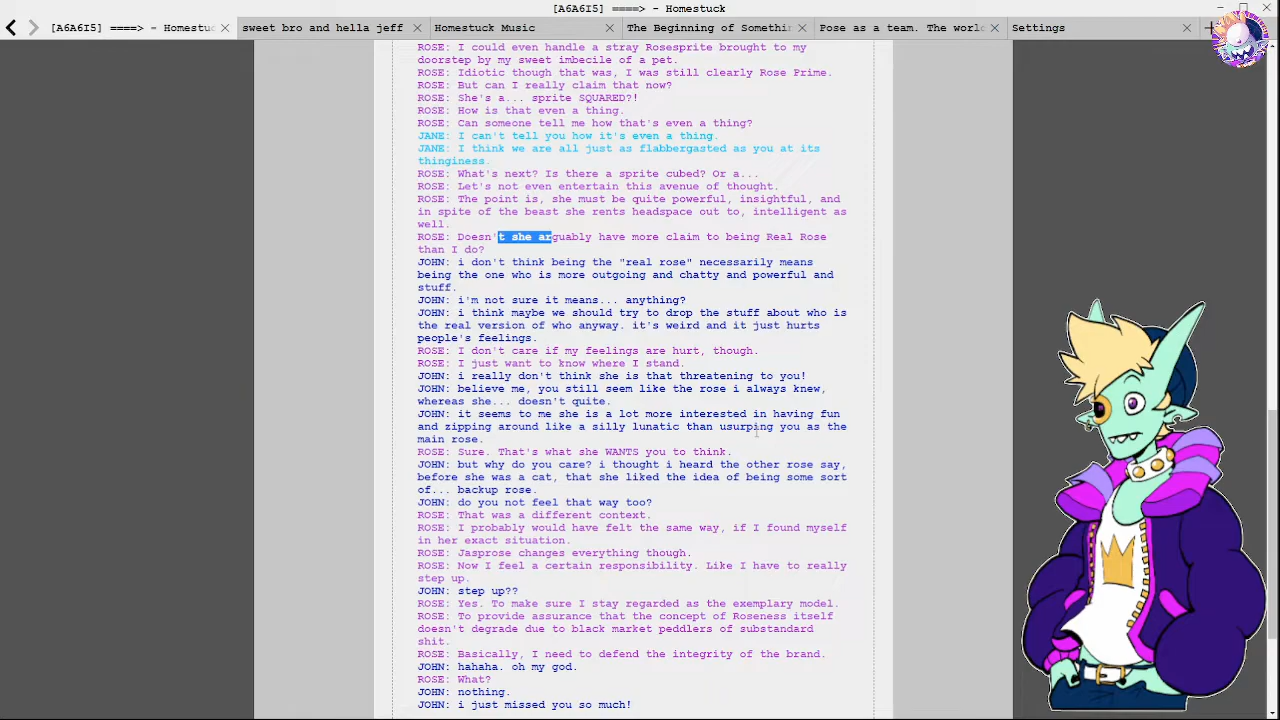 [A6A6I5] ====> - Homestuck
[A6A6I5] ====> - Homestuc
sweet bro and hella jeff
Homestuck Music
The Beginning of Somethin
Pose as a team. The worl
Settings
ROSE: I could even handle a stray Rosesprite brought to my
doorstep by my sweet imbecile of a pet.
ROSE: Idiotic though that was, I was still clearly Rose Prime.
ROSE: But can I really claim that now?
ROSE: She's a... sprite SQUARED?!
ROSE: How is that even a thing.
ROSE: Can someone tell me how that's even a thing?
JANE: I can't tell you how it's even a thing.
JANE: I think we are all just as flabbergasted as you at its
thinginess.
ROSE: What's next? Is there a sprite cubed? Or a...
ROSE: Let's not even entertain this avenue of thought.
ROSE: The point is, she must be quite powerful, insightful, and
in spite of the beast she rents headspace out to, intelligent as
well.
ROSE: Doesn't she arguably have more claim to being Real Rose
than I do?
JOHN: i don't think being the "real rose" necessarily means
being the one who is more outgoing and chatty and powerful and
stuff.
JOHN: i'm not sure it means... anything?
JOHN: i think maybe we should try to drop the stuff about who is
the real version of who anyway. it's weird and it just hurts
people's feelings.
ROSE: I don't care if my feelings are hurt, though.
ROSE: I just want to know where I stand.
JOHN: i really don't think she is that threatening to you!
JOHN: believe me, you still seem like the rose i always knew,
whereas she... doesn't quite.
JOHN: it seems to me she is a lot more interested in having fun
and zipping around like a silly lunatic than usurping you as the
main rose.
ROSE: Sure. That's what she WANTS you to think.
JOHN: but why do you care? i thought i heard the other rose say,
before she was a cat, that she liked the idea of being some sort
of... backup rose.
JOHN: do you not feel that way too?
ROSE: That was a different context.
ROSE: I probably would have felt the same way, if I found myself
in her exact situation.
ROSE: Jasprose changes everything though.
ROSE: Now I feel a certain responsibility. Like I have to really
step up.
JOHN: step up??
ROSE: Yes. To make sure I stay regarded as the exemplary model.
ROSE: To provide assurance that the concept of Roseness itself
doesn't degrade due to black market peddlers of substandard
shit.
ROSE: Basically, I need to defend the integrity of the brand.
JOHN: hahaha. oh my god.
ROSE: What?
JOHN: nothing.
JOHN: i just missed you so much!